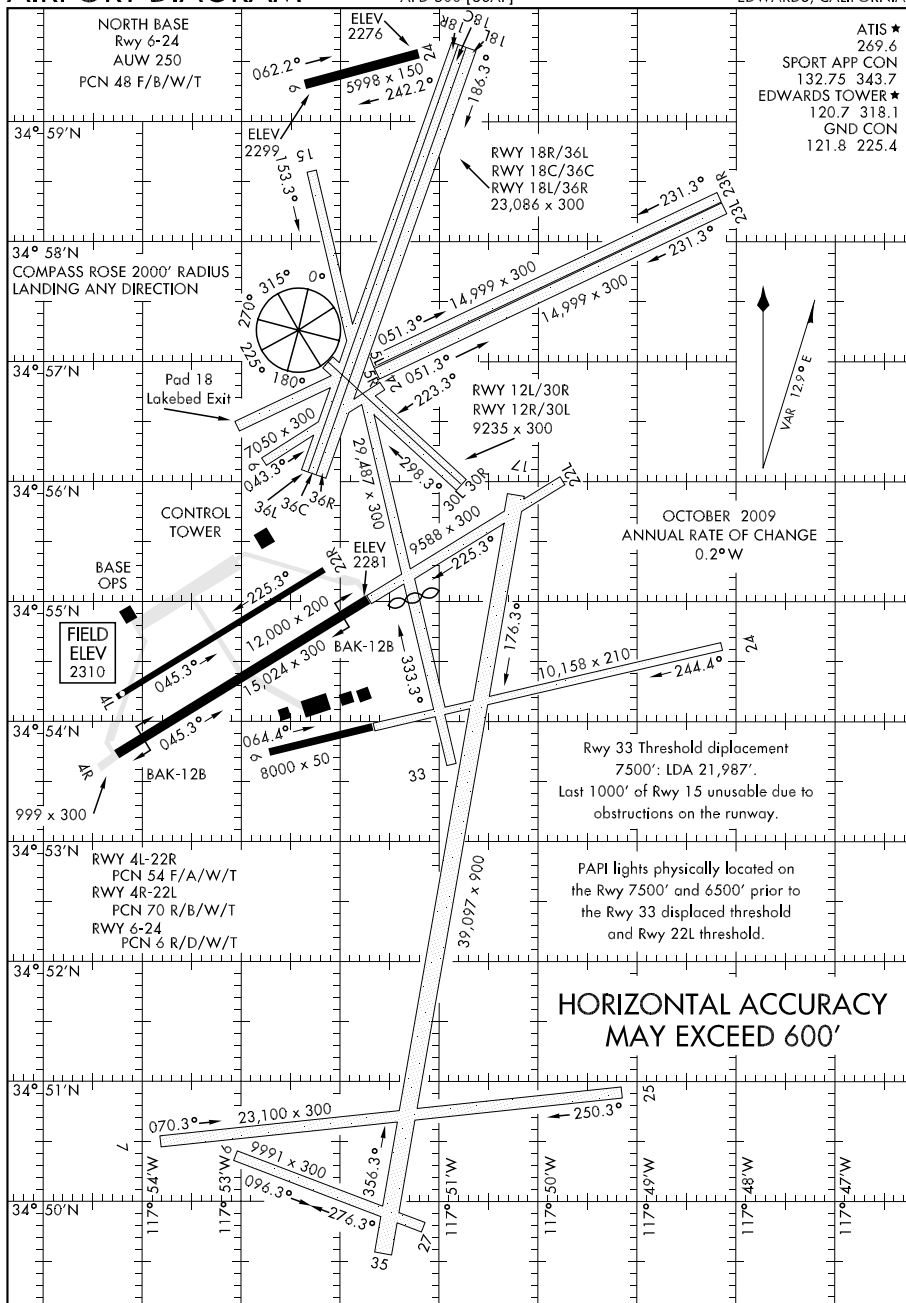 AIRPORT DIAGRAM
EDWARDS, CALIFORNIA
NORTH BASE
Rwy 6-24
AUW 250
PCN 48 F/B/W/T
ELEV
2276
062.2°
6
24
5998 x 150
242.2°
ELEV
2299
18R
18C
18L
186.3°
ATIS ★
269.6
SPORT APP CON
132.75 343.7
EDWARDS TOWER ★
120.7 318.1
GND CON
121.8 225.4
34° 59'N
15
153.3°
RWY 18R/36L
RWY 18C/36C
RWY 18L/36R
23,086 x 300
231.3°
23L 23R
231.3°
34° 58'N
COMPASS ROSE 2000' RADIUS
LANDING ANY DIRECTION
270° 315° 0°
225° 180°
051.3°
14,999 x 300
14,999 x 300
34° 57'N
5L
5R
24
051.3°
223.3°
Pad 18
Lakebed Exit
RWY 12L/30R
RWY 12R/30L
9235 x 300
VAR 12.9° E
7050 x 300
6
043.3°
29,487 x 300
298.3°
30L 30R
36L 36C 36R
17
22L
34° 56'N
CONTROL
TOWER
OCTOBER 2009
ANNUAL RATE OF CHANGE
0.2° W
BASE
OPS
ELEV
2281
9588 x 300
225.3°
22R
225.3°
34° 55'N
FIELD
ELEV
2310
12,000 x 200
045.3°
15,024 x 300
BAK-12B
333.3°
176.3°
10,158 x 210
24
244.4°
4L
34° 54'N
045.3°
064.4°
6
8000 x 50
4R
BAK-12B
33
999 x 300
Rwy 33 Threshold diplacement
7500': LDA 21,987'.
Last 1000' of Rwy 15 unusable due to
obstructions on the runway.
34° 53'N
RWY 4L-22R
PCN 54 F/A/W/T
RWY 4R-22L
PCN 70 R/B/W/T
RWY 6-24
PCN 6 R/D/W/T
39,097 x 900
PAPI lights physically located on
the Rwy 7500' and 6500' prior to
the Rwy 33 displaced threshold
and Rwy 22L threshold.
34° 52'N
HORIZONTAL ACCURACY
MAY EXCEED 600'
34° 51'N
070.3°
23,100 x 300
250.3°
25
7
9
9991 x 300
096.3°
276.3°
27
356.3°
35
34° 50'N
117° 54'W
117° 53'W
117° 51'W
117° 50'W
117° 49'W
117° 48'W
117° 47'W